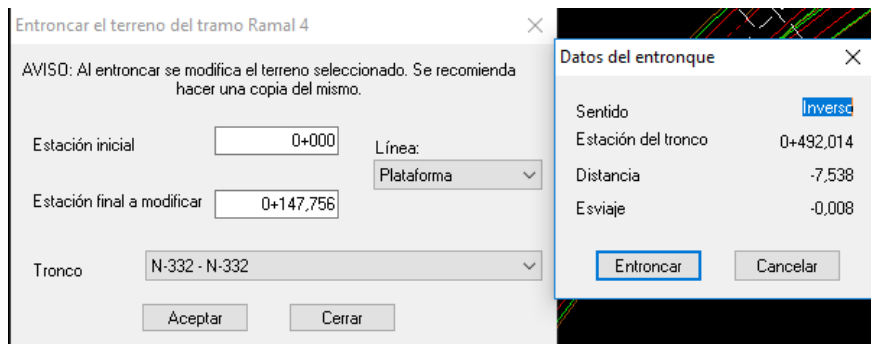 Entroncar el terreno del tramo Ramal 4
AVISO: Al entroncar se modifica el terreno seleccionado. Se recomienda
hacer una copia del mismo.
Estación inicial
0+000
Línea:
Plataforma
Estación final a modificar
0+147,756
Tronco
N-332 - N-332
Aceptar
Cerrar
Datos del entronque
Sentido
Inverso
Estación del tronco
0+492,014
Distancia
-7,538
Esviaje
-0,008
Entroncar
Cancelar